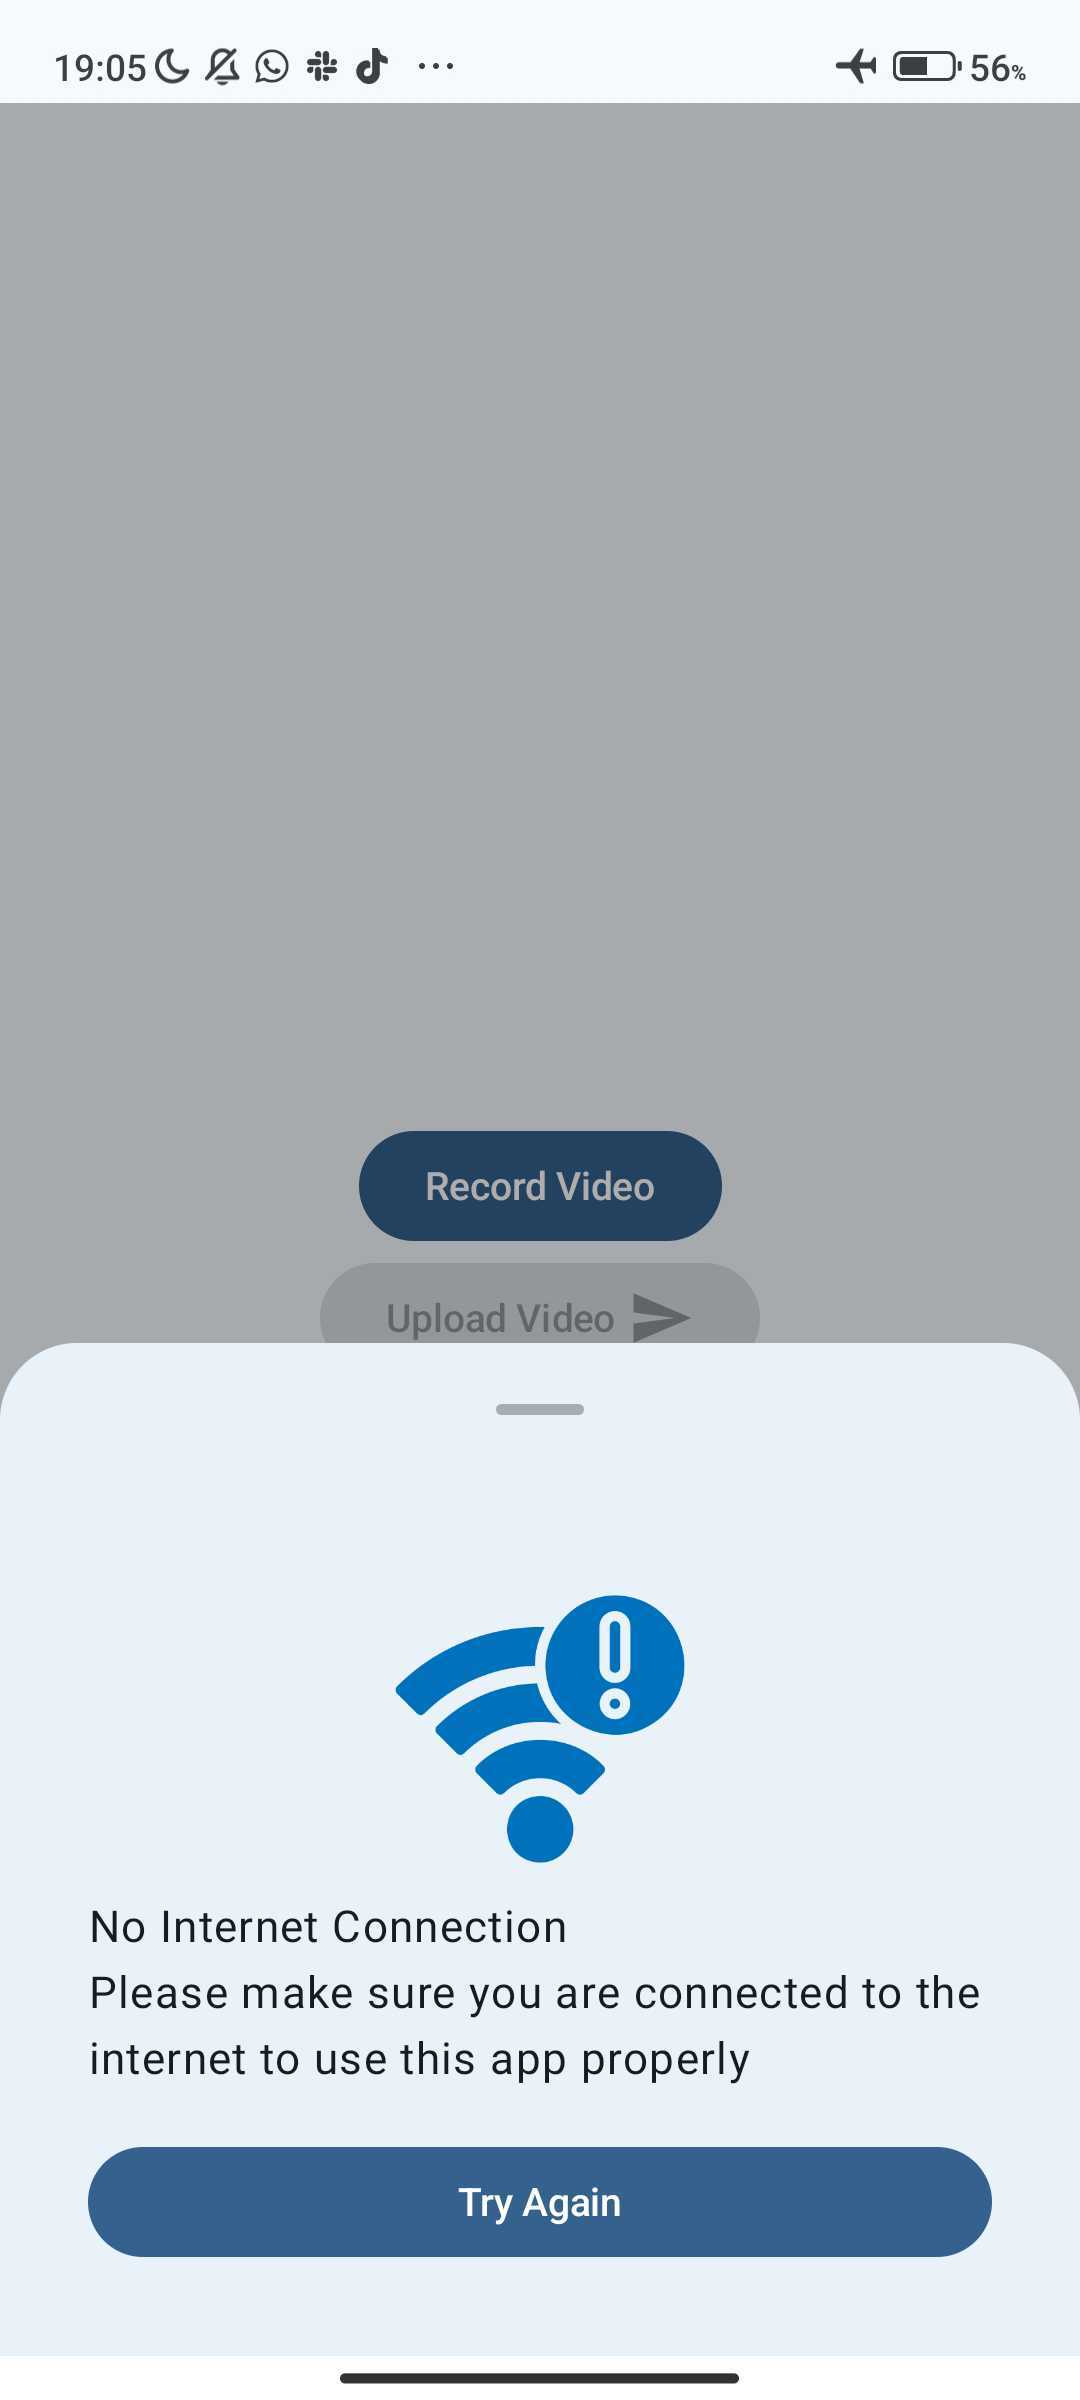 19:05
56%
Record Video
Upload Video
No Internet Connection
Please make sure you are connected to the
internet to use this app properly
Try Again